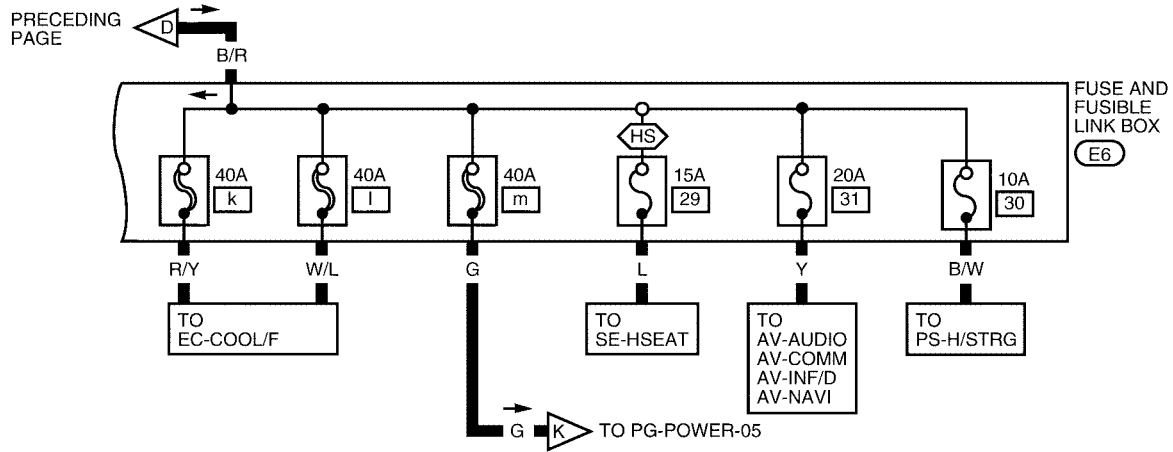 PRECEDING
PAGE
D
B/R
FUSE AND
FUSIBLE
LINK BOX
E6
HS
40A
k
40A
l
40A
m
15A
29
20A
31
10A
30
R/Y
W/L
G
L
Y
B/W
TO
EC-COOL/F
TO
SE-HSEAT
TO
AV-AUDIO
AV-COMM
AV-INF/D
AV-NAVI
TO
PS-H/STRG
G
K
TO PG-POWER-05